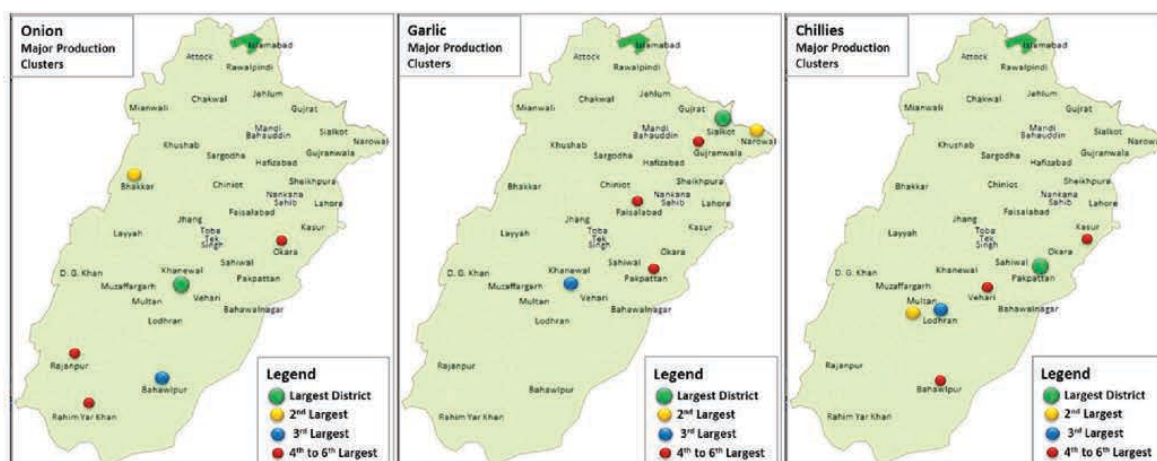 Onion
Major Production
Clusters
Islamabad
Attock
Rawalpindi
Jehlum
Chakwal
Mianwali
Gujrat
Mandi
Bahauddin
Sialkot
Narowal
Khushab
Gujranwala
Sargodha
Hafizabad
Bhakkar
Chiniot
Sheikhpura
Nankana
Sahib
Lahore
Faisalabad
Jhang
Kasur
Layyah
Toba
Tek
Singh
Okara
Sahiwal
D. G. Khan
Khanewal
Pakpattan
Muzaffargarh
Multan
Vehari
Bahawalnagar
Lodhran
Rajanpur
Bahawlpur
Rahim Yar Khan
Legend
Largest District
2nd Largest
3rd Largest
4th to 6th Largest
Garlic
Major Production
Clusters
Islamabad
Attock
Rawalpindi
Jehlum
Chakwal
Mianwali
Gujrat
Mandi
Bahauddin
Sialkot
Narowal
Khushab
Gujranwala
Sargodha
Hafizabad
Bhakkar
Chiniot
Sheikhpura
Nankana
Sahib
Lahore
Faisalabad
Jhang
Kasur
Layyah
Toba
Tek
Singh
Okara
Sahiwal
D. G. Khan
Khanewal
Pakpattan
Muzaffargarh
Multan
Vehari
Bahawalnagar
Lodhran
Rajanpur
Bahawlpur
Rahim Yar Khan
Legend
Largest District
2nd Largest
3rd Largest
4th to 6th Largest
Chillies
Major Production
Clusters
Islamabad
Attock
Rawalpindi
Jehlum
Chakwal
Mianwali
Gujrat
Mandi
Bahauddin
Sialkot
Narowal
Khushab
Gujranwala
Sargodha
Hafizabad
Bhakkar
Chiniot
Sheikhpura
Nankana
Sahib
Lahore
Faisalabad
Jhang
Kasur
Layyah
Toba
Tek
Singh
Okara
Sahiwal
D. G. Khan
Khanewal
Pakpattan
Muzaffargarh
Multan
Vehari
Bahawalnagar
Lodhran
Rajanpur
Bahawlpur
Rahim Yar Khan
Legend
Largest District
2nd Largest
3rd Largest
4th to 6th Largest